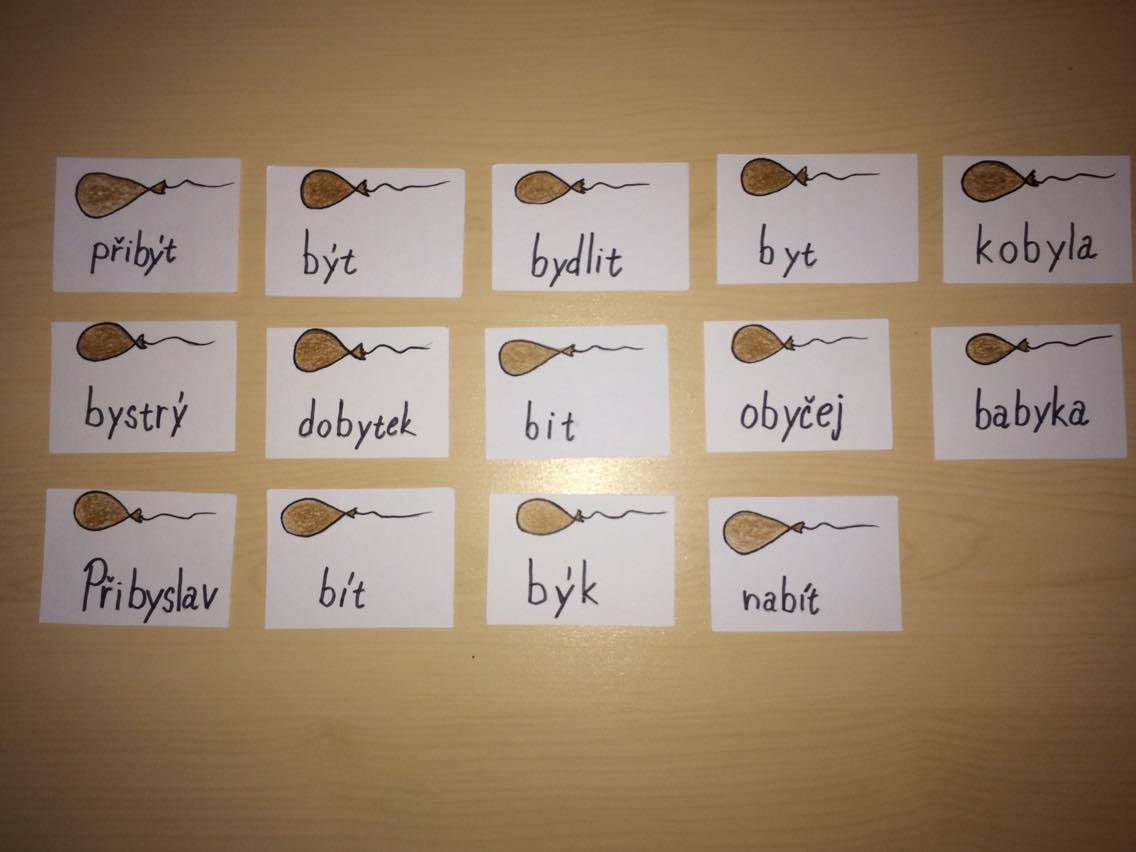 přibýt
být
bydlit
byt
kobyla
bystrý
dobytek
bit
obyčej
babyka
Přibyslav
bít
býk
nabít